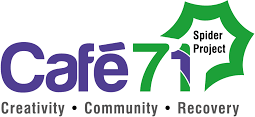 Spider
Project
Café 71
Creativity • Community • Recovery